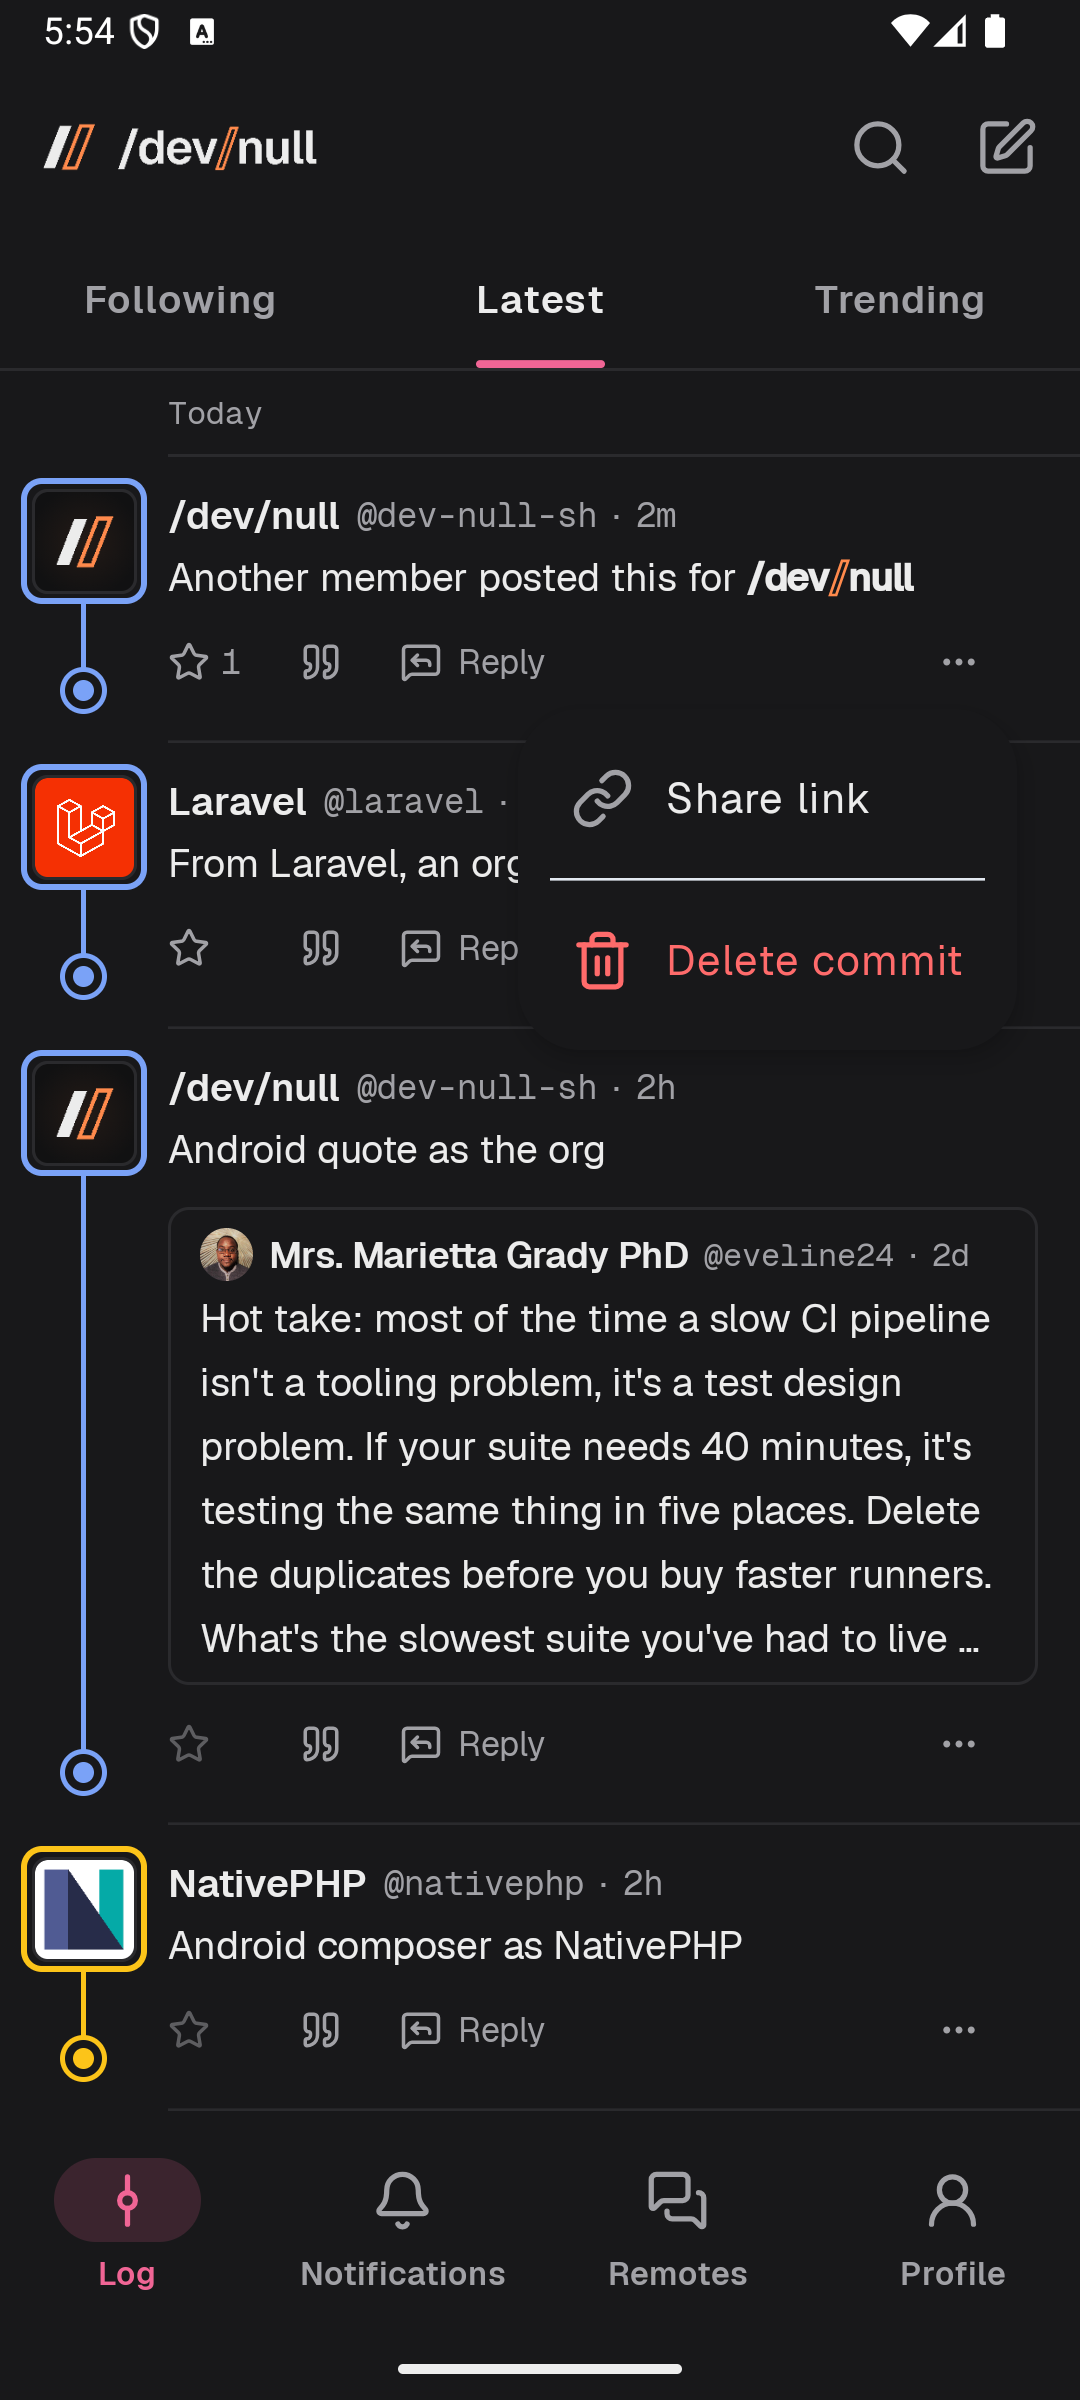 5:54
/dev//null
Following Latest Trending
Today
/dev/null @dev-null-sh · 2m
Another member posted this for /dev//null
1 Reply
Share link
Laravel @laravel ·
From Laravel, an org
Rep
Delete commit
/dev/null @dev-null-sh · 2h
Android quote as the org
Mrs. Marietta Grady PhD @eveline24 · 2d
Hot take: most of the time a slow CI pipeline
isn't a tooling problem, it's a test design
problem. If your suite needs 40 minutes, it's
testing the same thing in five places. Delete
the duplicates before you buy faster runners.
What's the slowest suite you've had to live ...
Reply
NativePHP @nativephp · 2h
Android composer as NativePHP
Reply
Log Notifications Remotes Profile